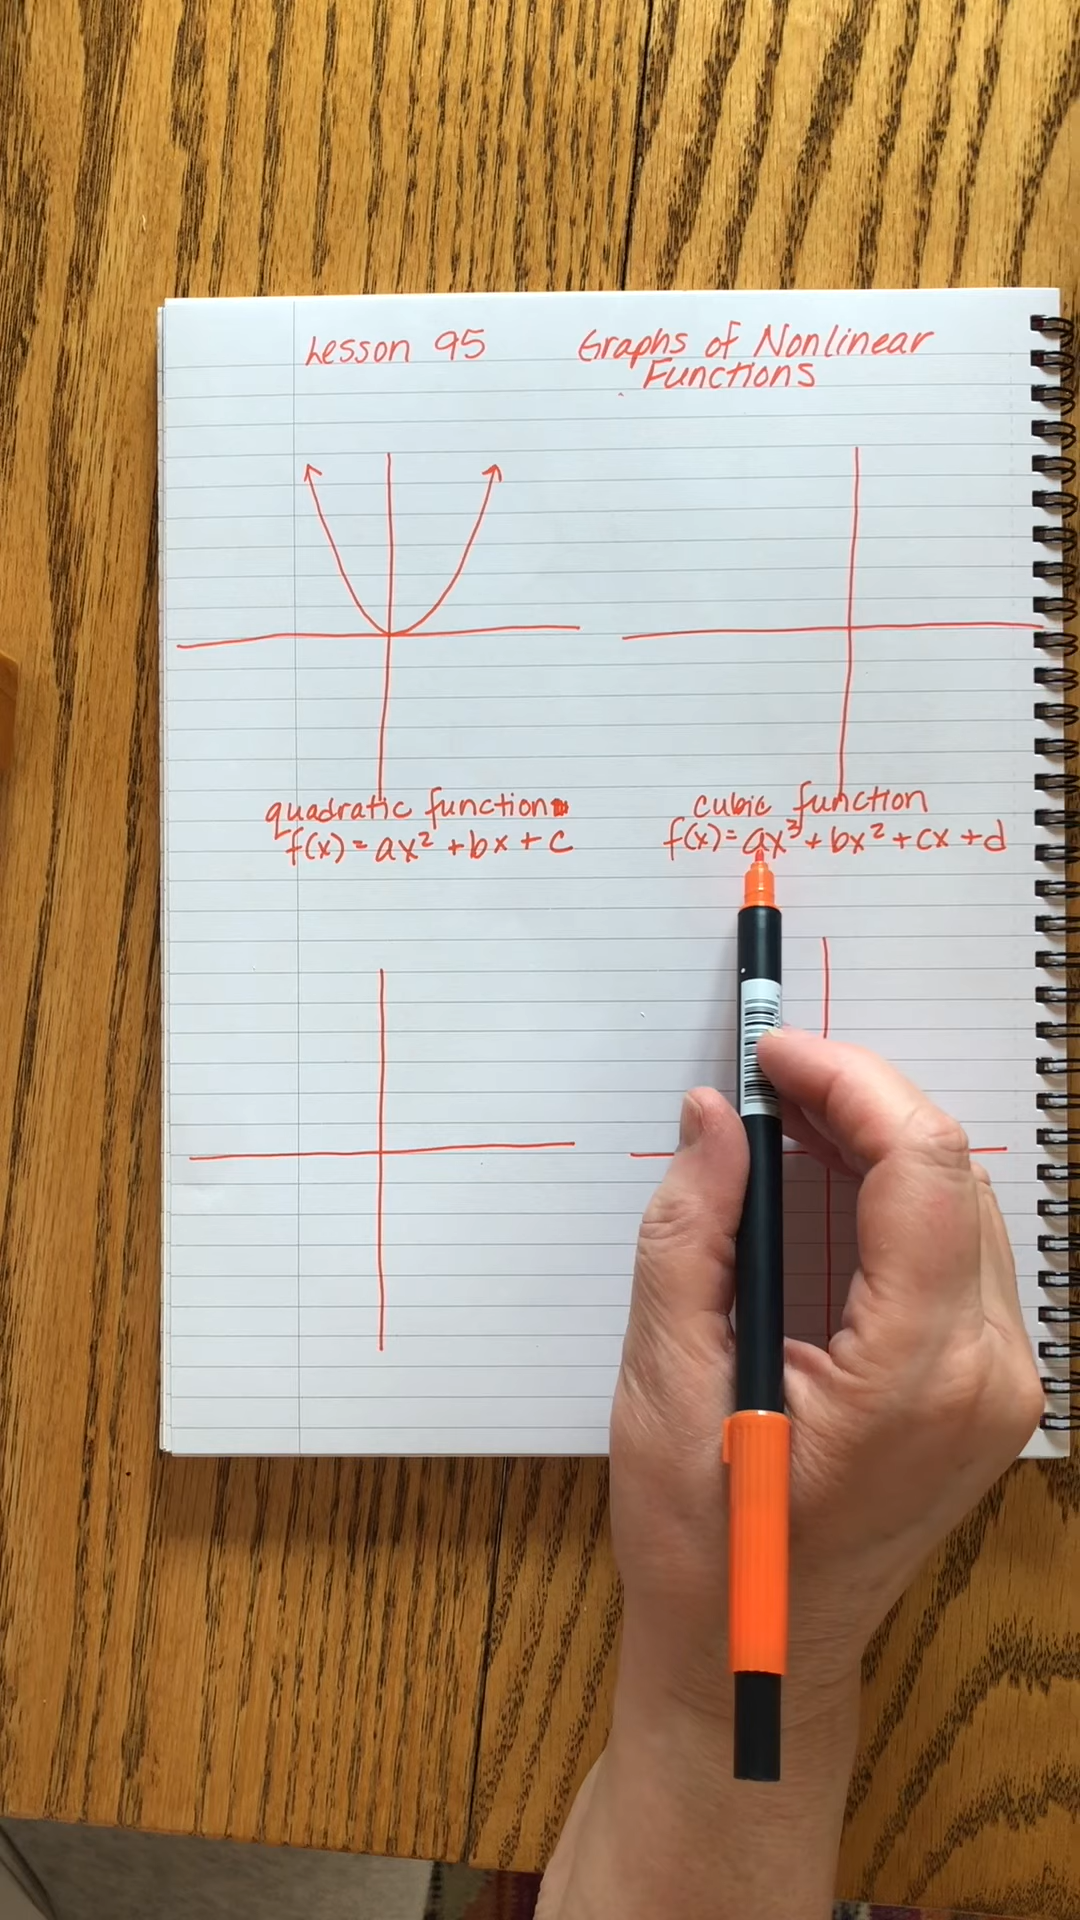 Lesson 95
Graphs of Nonlinear
Functions
quadratic function
f(x) = ax² + bx + c
cubic function
f(x) = ax³ + bx² + cx + d